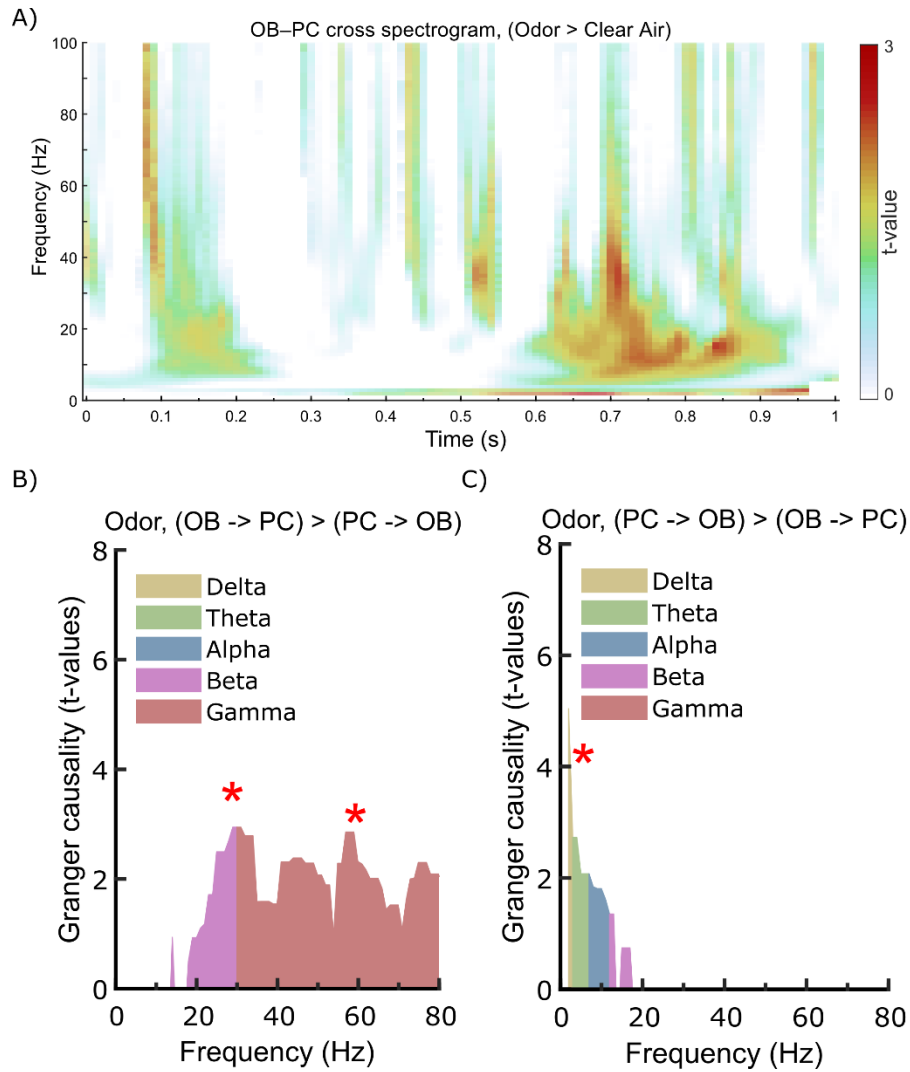 A)
OB–PC cross spectrogram, (Odor > Clear Air)
100
80
60
40
20
0
Frequency (Hz)
0
0.1
0.2
0.3
0.4
0.5
0.6
0.7
0.8
0.9
1
Time (s)
3
0
t-value
B)
Odor, (OB -> PC) > (PC -> OB)
8
6
4
2
0
Granger causality (t-values)
Delta
Theta
Alpha
Beta
Gamma
*
*
0
20
40
60
80
Frequency (Hz)
C)
Odor, (PC -> OB) > (OB -> PC)
8
6
4
2
0
Granger causality (t-values)
Delta
Theta
Alpha
Beta
Gamma
*
0
20
40
60
80
Frequency (Hz)